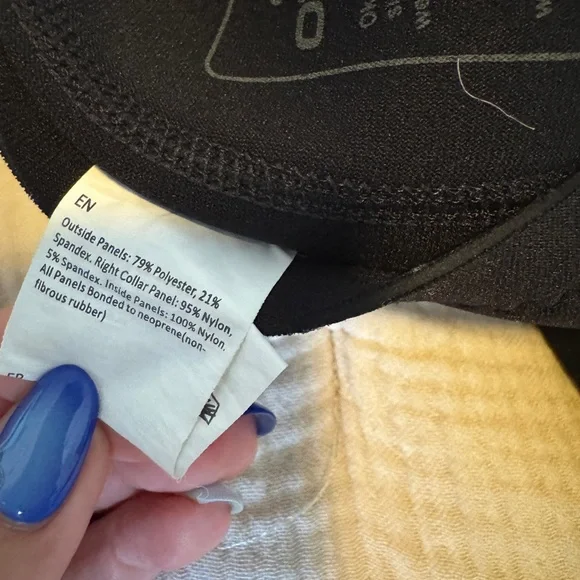 EN
Outside Panels: 79% Polyester, 21%
Spandex. Right Collar Panel: 95% Nylon,
5% Spandex. Inside Panels: 100% Nylon.
All Panels Bonded to neoprene(non-
fibrous rubber)